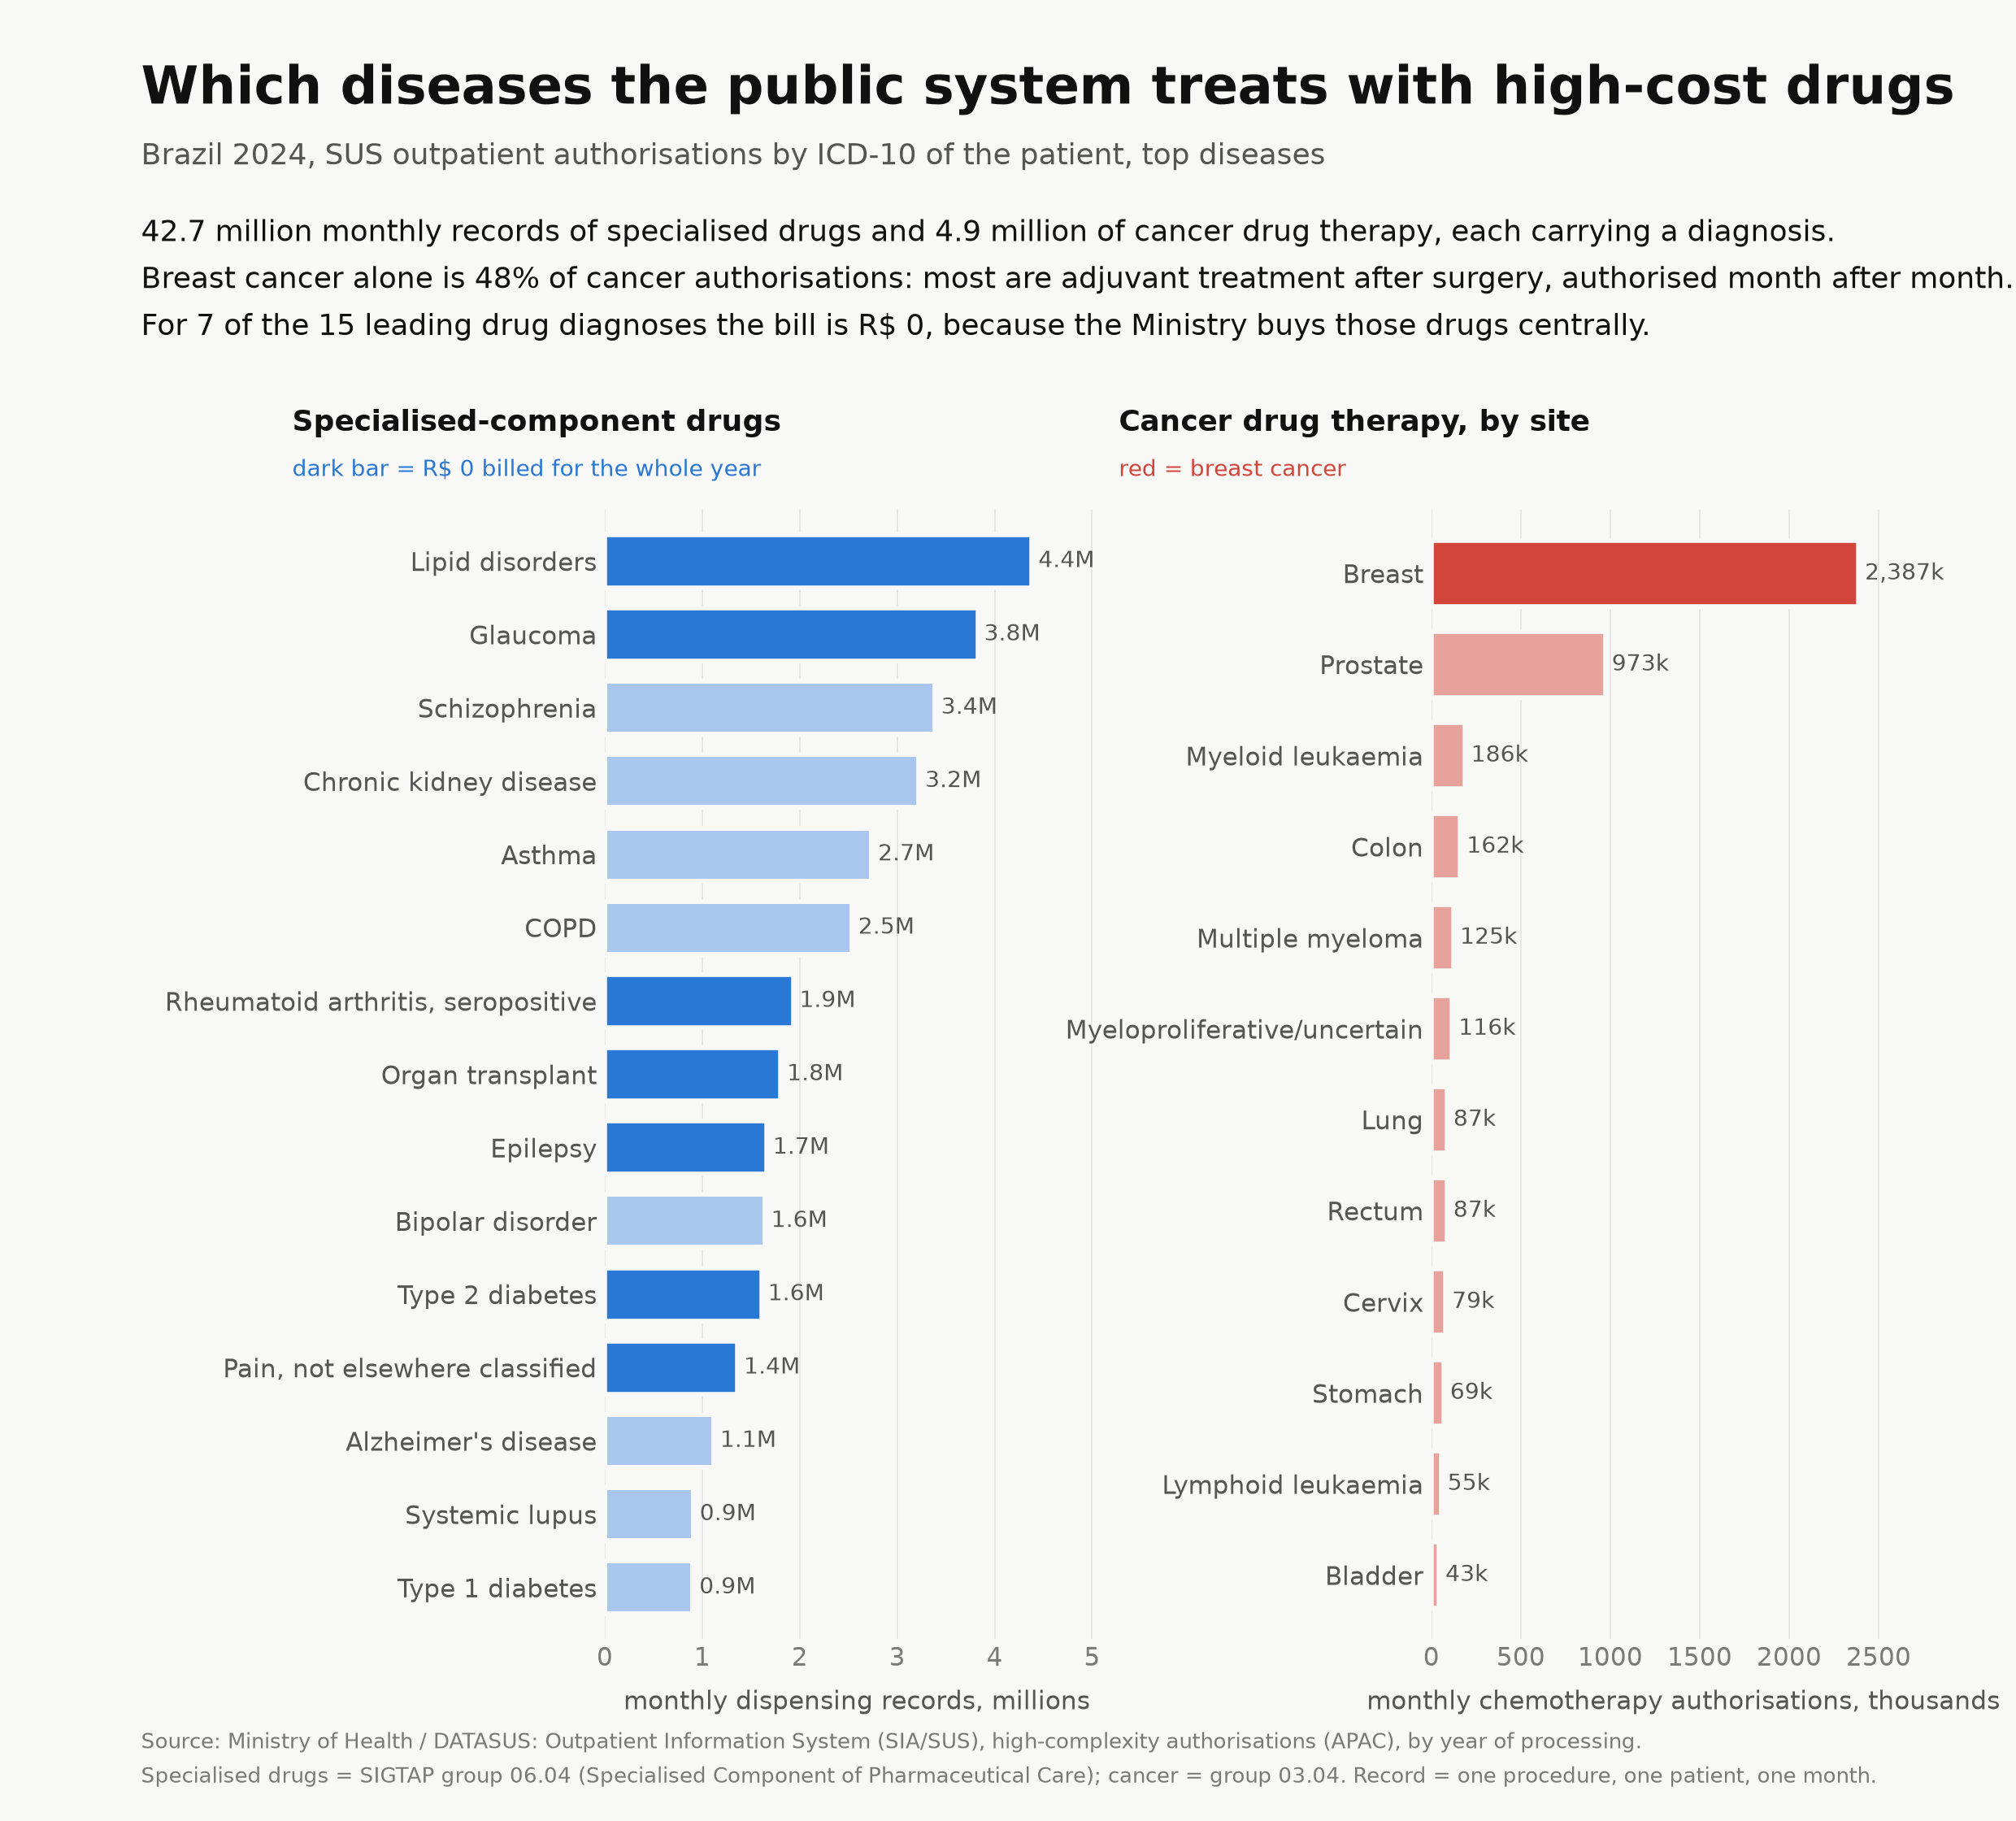 Which diseases the public system treats with high-cost drugs
Brazil 2024, SUS outpatient authorisations by ICD-10 of the patient, top diseases
42.7 million monthly records of specialised drugs and 4.9 million of cancer drug therapy, each carrying a diagnosis.
Breast cancer alone is 48% of cancer authorisations: most are adjuvant treatment after surgery, authorised month after month.
For 7 of the 15 leading drug diagnoses the bill is R$ 0, because the Ministry buys those drugs centrally.
Specialised-component drugs
dark bar = R$ 0 billed for the whole year
Lipid disorders 4.4M
Glaucoma 3.8M
Schizophrenia 3.4M
Chronic kidney disease 3.2M
Asthma 2.7M
COPD 2.5M
Rheumatoid arthritis, seropositive 1.9M
Organ transplant 1.8M
Epilepsy 1.7M
Bipolar disorder 1.6M
Type 2 diabetes 1.6M
Pain, not elsewhere classified 1.4M
Alzheimer's disease 1.1M
Systemic lupus 0.9M
Type 1 diabetes 0.9M
0 1 2 3 4 5
monthly dispensing records, millions
Cancer drug therapy, by site
red = breast cancer
Breast 2,387k
Prostate 973k
Myeloid leukaemia 186k
Colon 162k
Multiple myeloma 125k
Myeloproliferative/uncertain 116k
Lung 87k
Rectum 87k
Cervix 79k
Stomach 69k
Lymphoid leukaemia 55k
Bladder 43k
0 500 1000 1500 2000 2500
monthly chemotherapy authorisations, thousands
Source: Ministry of Health / DATASUS: Outpatient Information System (SIA/SUS), high-complexity authorisations (APAC), by year of processing.
Specialised drugs = SIGTAP group 06.04 (Specialised Component of Pharmaceutical Care); cancer = group 03.04. Record = one procedure, one patient, one month.